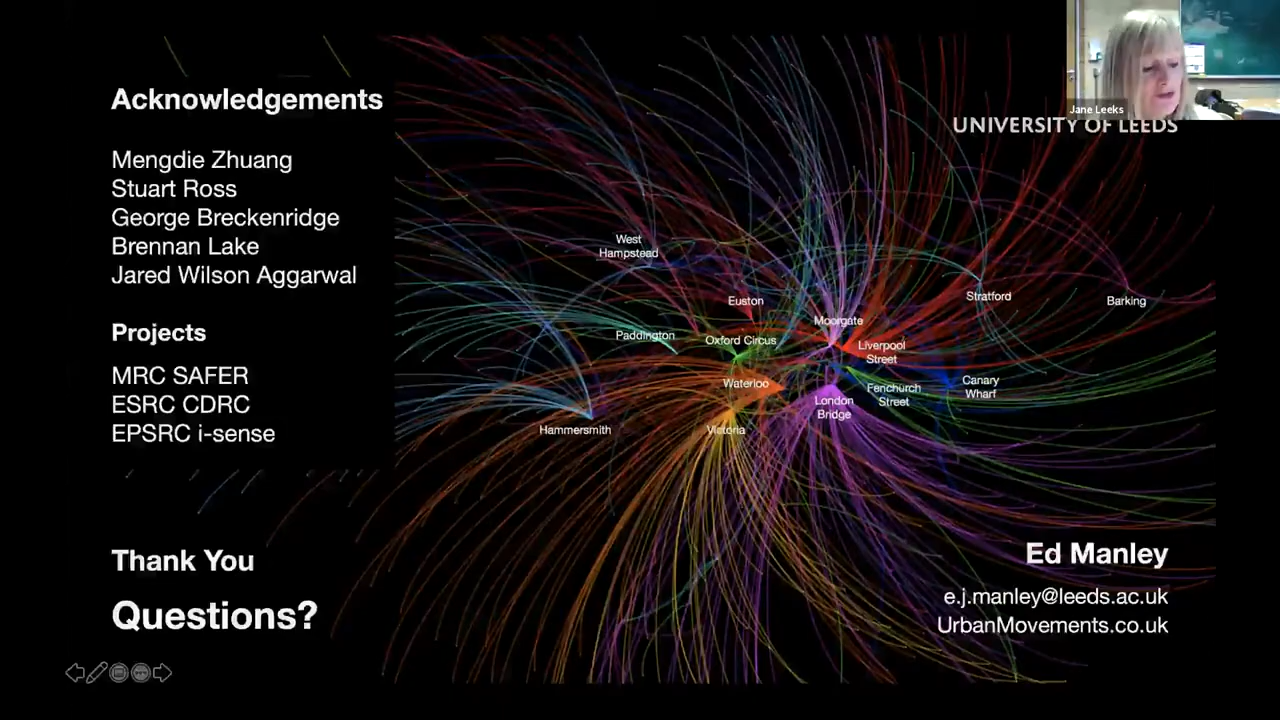 Acknowledgements
Mengdie Zhuang
Stuart Ross
George Breckenridge
Brennan Lake
Jared Wilson Aggarwal
Projects
MRC SAFER
ESRC CDRC
EPSRC i-sense
Thank You
Questions?
Jane Leeks
UNIVERSITY OF LEEDS
West
Hampstead
Euston
Moorgate
Stratford
Barking
Paddington
Oxford Circus
Liverpool
Street
Waterloo
Fenchurch
Street
Canary
Wharf
London
Bridge
Hammersmith
Victoria
Ed Manley
e.j.manley@leeds.ac.uk
UrbanMovements.co.uk